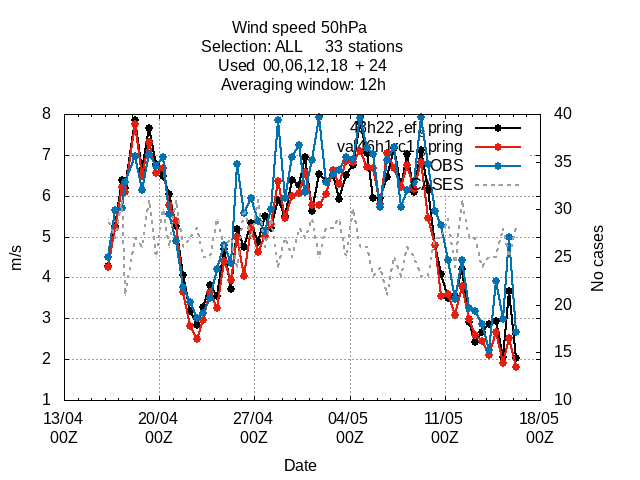 Wind speed 50hPa
Selection: ALL 33 stations
Used 00,06,12,18 + 24
Averaging window: 12h
8
7
6
5
4
3
2
1
m/s
40
35
30
25
20
15
10
No cases
OBS
13/04 20/04 27/04 04/05 11/05 18/05
00Z 00Z 00Z 00Z 00Z 00Z
Date